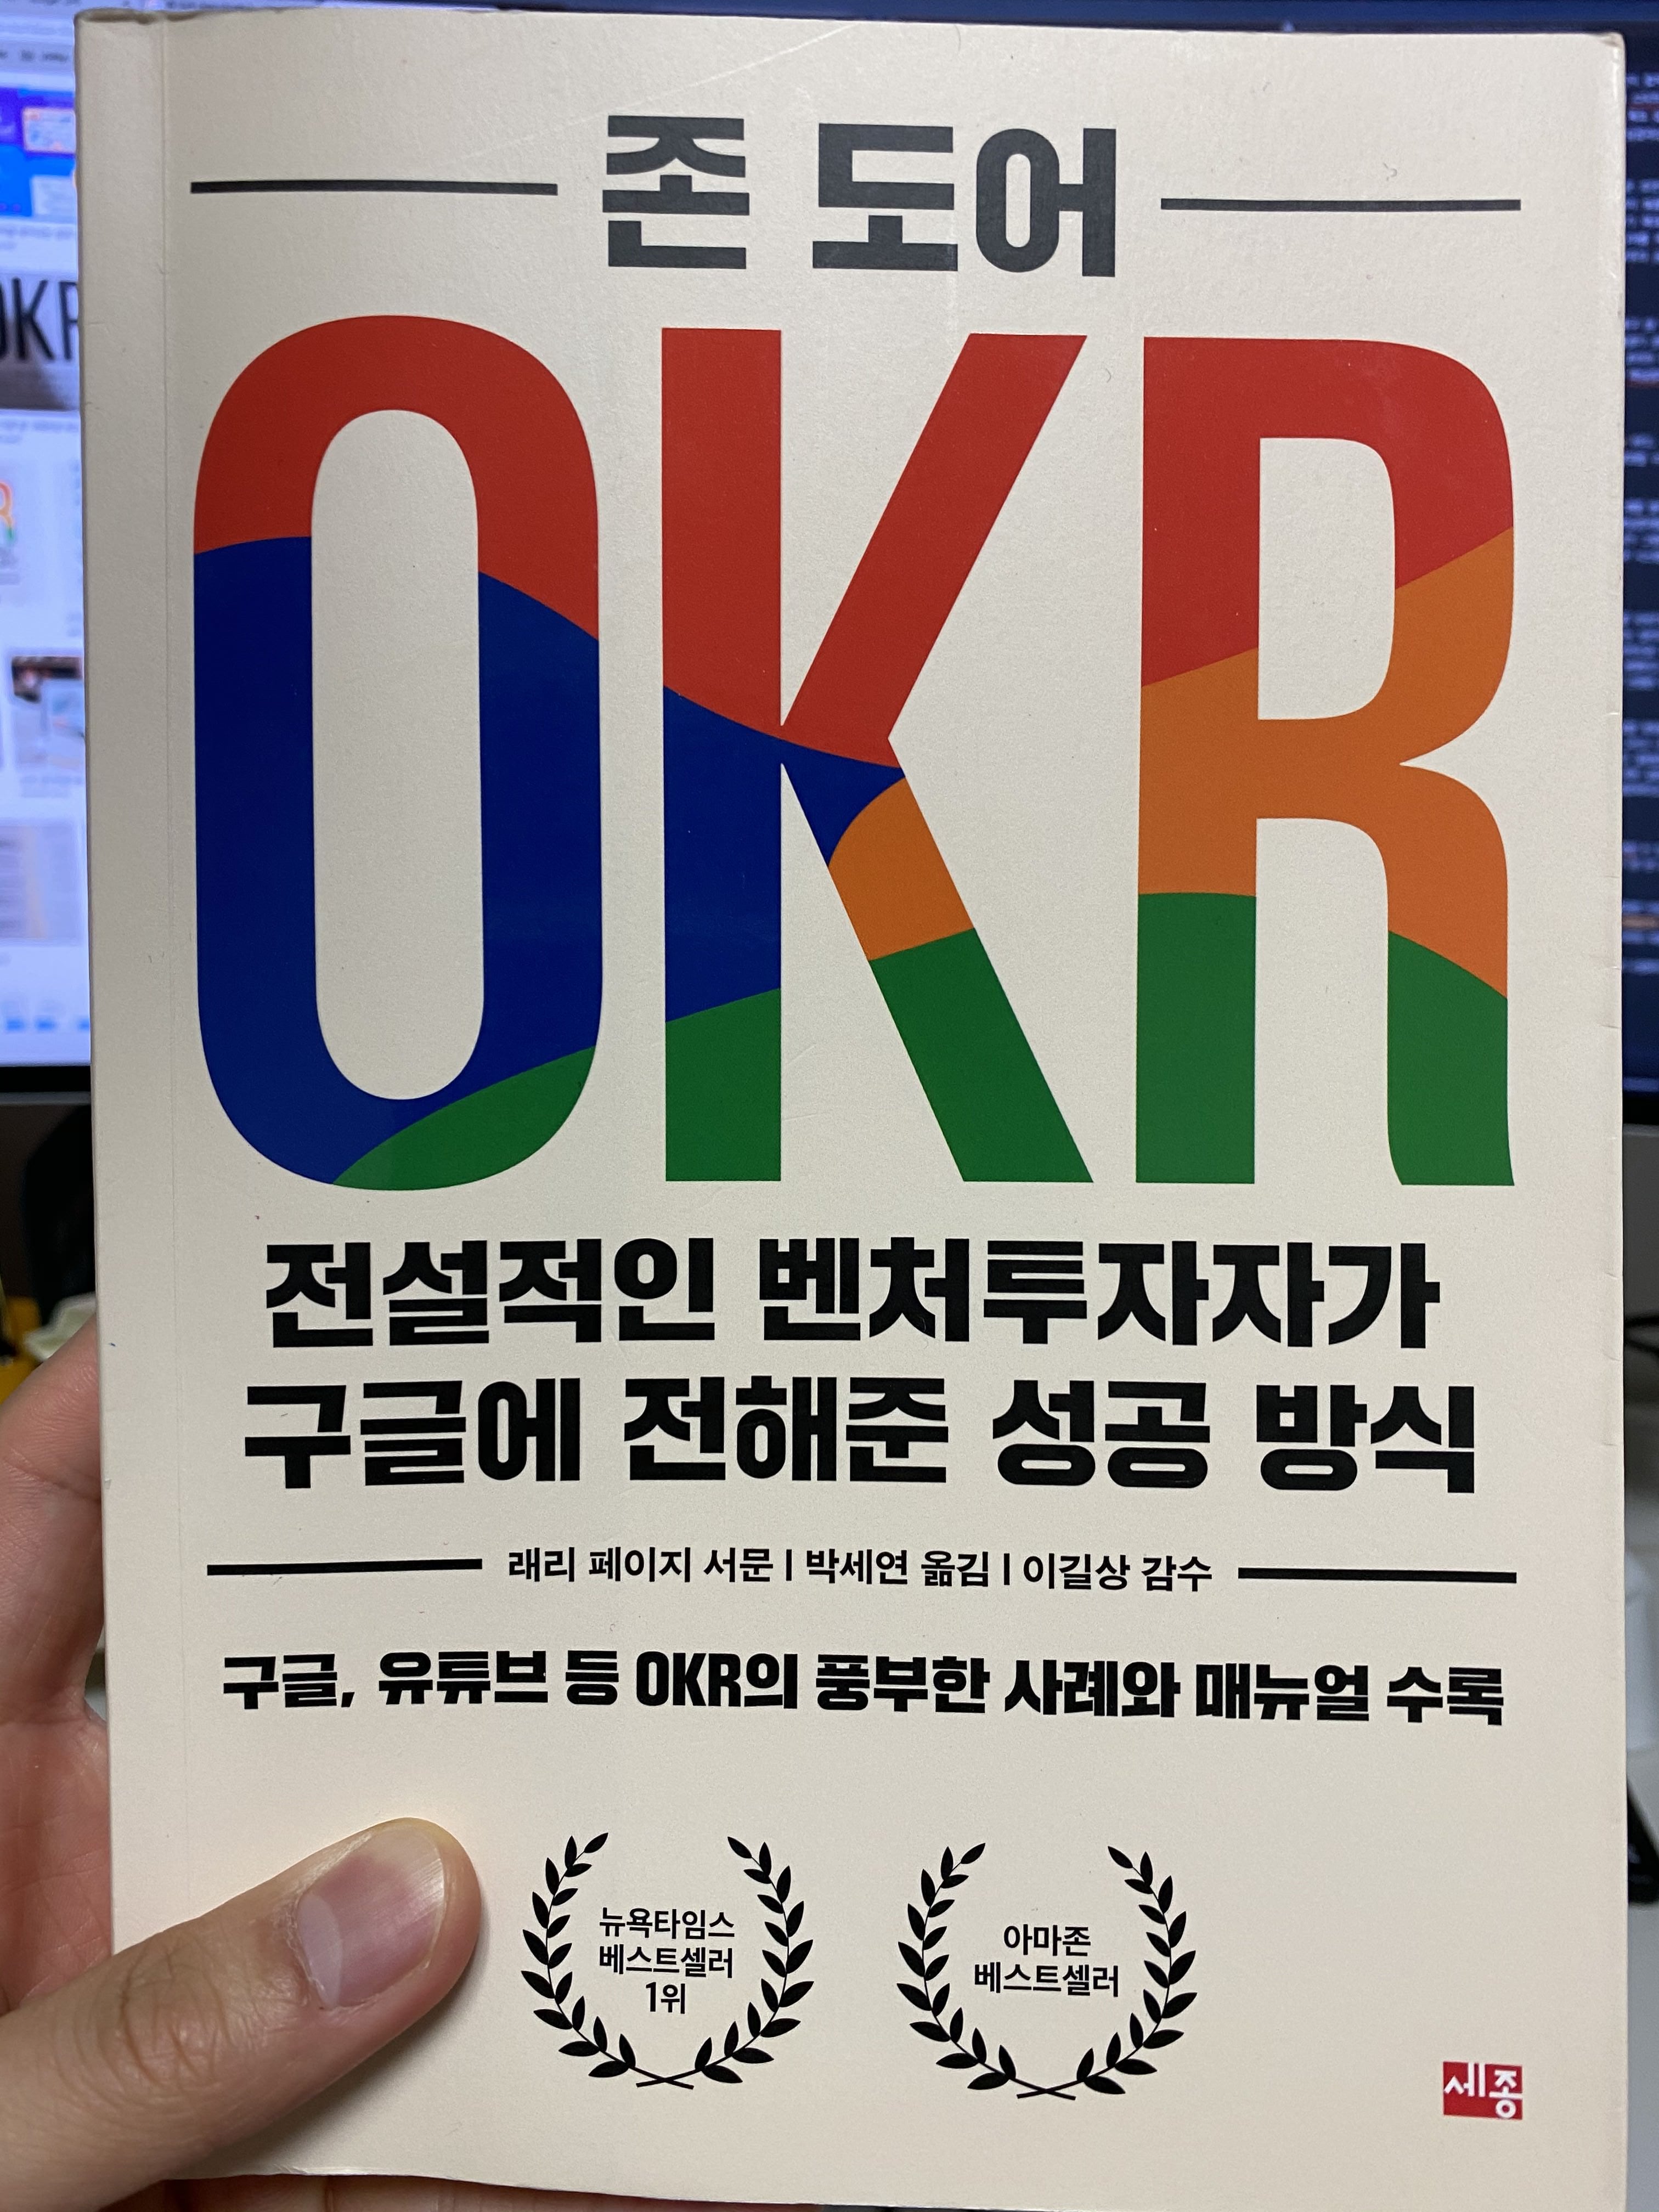 존 도어
OKR
전설적인 벤처투자자가
구글에 전해준 성공 방식
래리 페이지 서문 | 박세연 옮김 | 이길상 감수
구글, 유튜브 등 OKR의 풍부한 사례와 매뉴얼 수록
뉴욕타임스
베스트셀러
1위
아마존
베스트셀러
세종